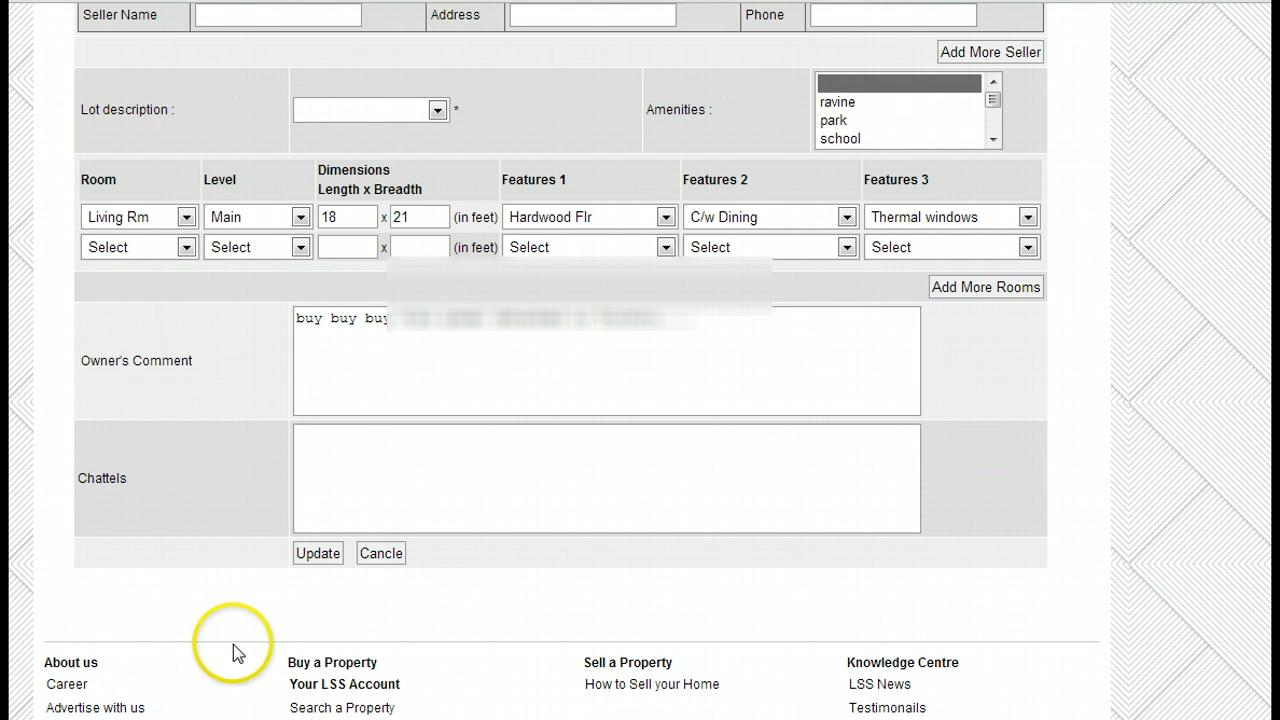 Seller Name Address Phone
Add More Seller
Lot description : * Amenities :
ravine
park
school
Room Level Dimensions Length x Breadth Features 1 Features 2 Features 3
Living Rm Main 18 x 21 (in feet) Hardwood Flr C/w Dining Thermal windows
Select Select x (in feet) Select Select Select
Add More Rooms
Owner's Comment buy buy buy
Chattels
Update Cancle
About us Buy a Property Sell a Property Knowledge Centre
Career Your LSS Account How to Sell your Home LSS News
Advertise with us Search a Property Testimonails